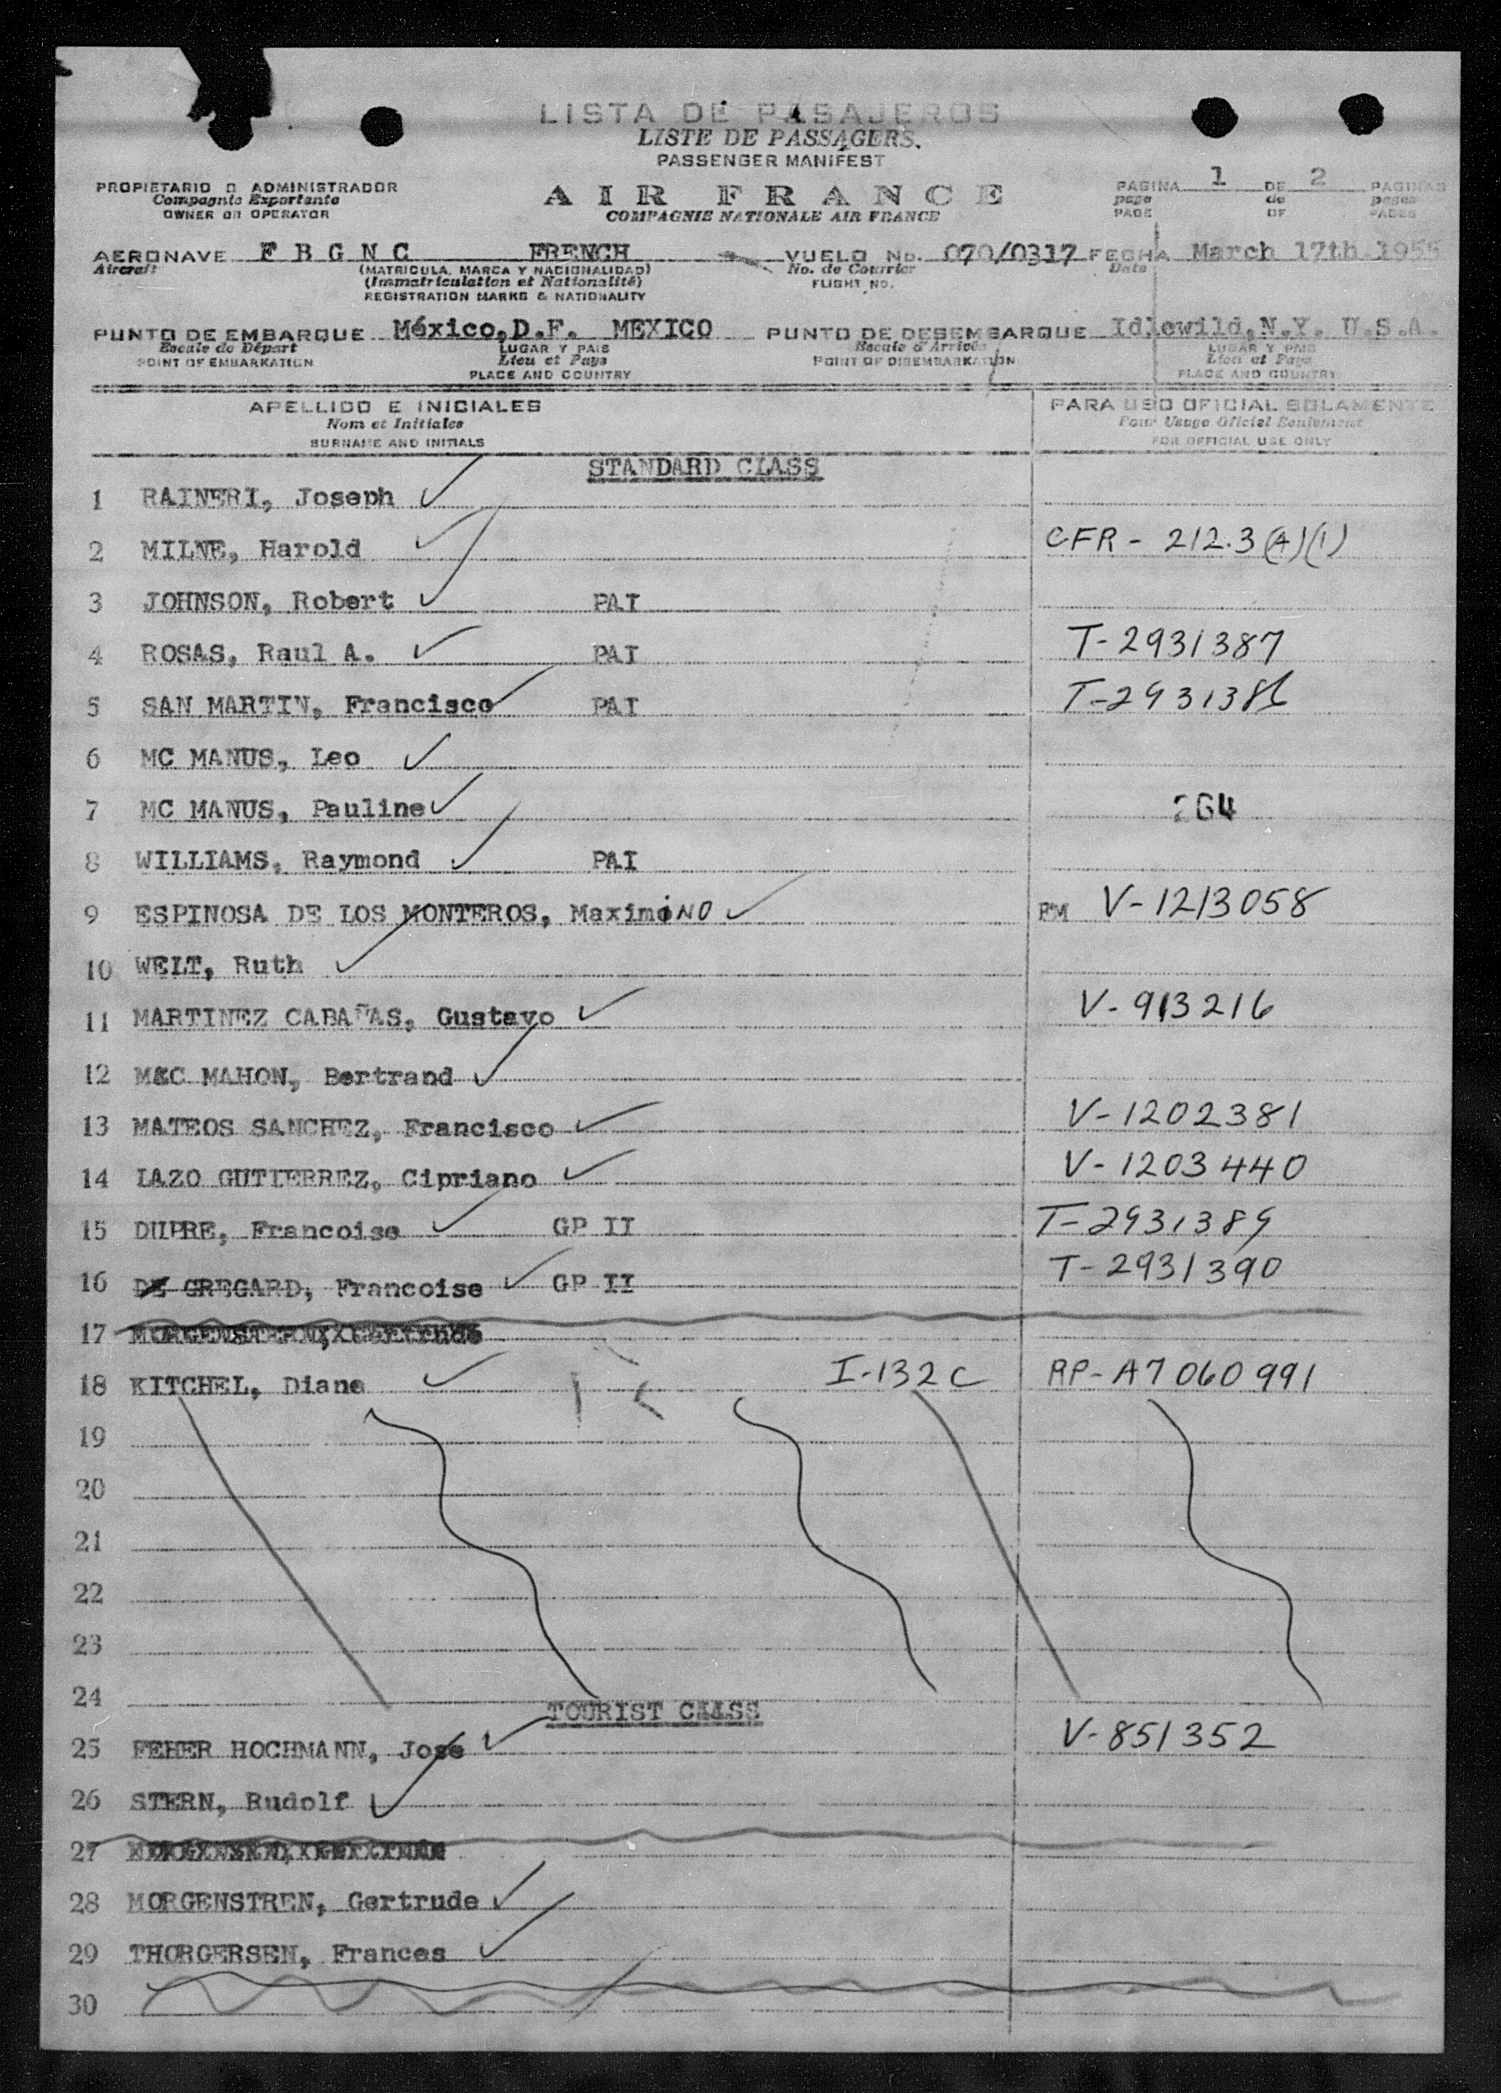 LISTA DE PASAJEROS
LISTE DE PASSAGERS.
PASSENGER MANIFEST
PROPIETARIO O ADMINISTRADOR
Compagnie Exportante
OWNER OR OPERATOR
AIR FRANCE
COMPAGNIE NATIONALE AIR FRANCE
PAGINA 1 DE 2 PAGINAS
page de pages
PAGE OF PAGES
AERONAVE F B G N C FRENCH VUELO No. 070/0317 FECHA March 17th 1955
Aircraft (MATRICULA, MARCA Y NACIONALIDAD) No. de Courrier Date
(Immatriculation et Nationalité) FLIGHT NO.
REGISTRATION MARKS & NATIONALITY
PUNTO DE EMBARQUE México,D.F. MEXICO PUNTO DE DESEMBARQUE Idlewild,N.Y. U.S.A.
Escale de Départ LUGAR Y PAIS Escale d'Arrivée LUGAR Y PAIS
POINT OF EMBARKATION Lieu et Pays POINT OF DISEMBARKATION Lieu et Pays
PLACE AND COUNTRY PLACE AND COUNTRY
APELLIDO E INICIALES PARA USO OFICIAL SOLAMENTE
Nom et Initiales Pour Usage Oficiel Seulement
SURNAME AND INITIALS FOR OFFICIAL USE ONLY
STANDARD CLASS
1 RAINERI, Joseph
2 MILNE, Harold CFR - 212.3(A)(1)
3 JOHNSON, Robert PAI
4 ROSAS, Raul A. PAI T-2931387
5 SAN MARTIN, Francisco PAI T-2931386
6 MC MANUS, Leo
7 MC MANUS, Pauline 264
8 WILLIAMS, Raymond PAI
9 ESPINOSA DE LOS MONTEROS, MaximiNO FM V-1213058
10 WELT, Ruth
11 MARTINEZ CABAÑAS, Gustavo V-913216
12 MAC MAHON, Bertrand
13 MATEOS SANCHEZ, Francisco V-1202381
14 LAZO GUTIERREZ, Cipriano V-1203440
15 DUPRE, Francoise GP II T-2931389
16 DE GREGARD, Francoise GP II T-2931390
17 MORGENSTERN, Gertrude
18 KITCHEL, Diane I-132C RP-A7060991
19
20
21
22
23
24
TOURIST CLASS
25 FEHER HOCHMANN, Jose V-851352
26 STERN, Rudolf
27
28 MORGENSTREN, Gertrude
29 THORGERSEN, Frances
30